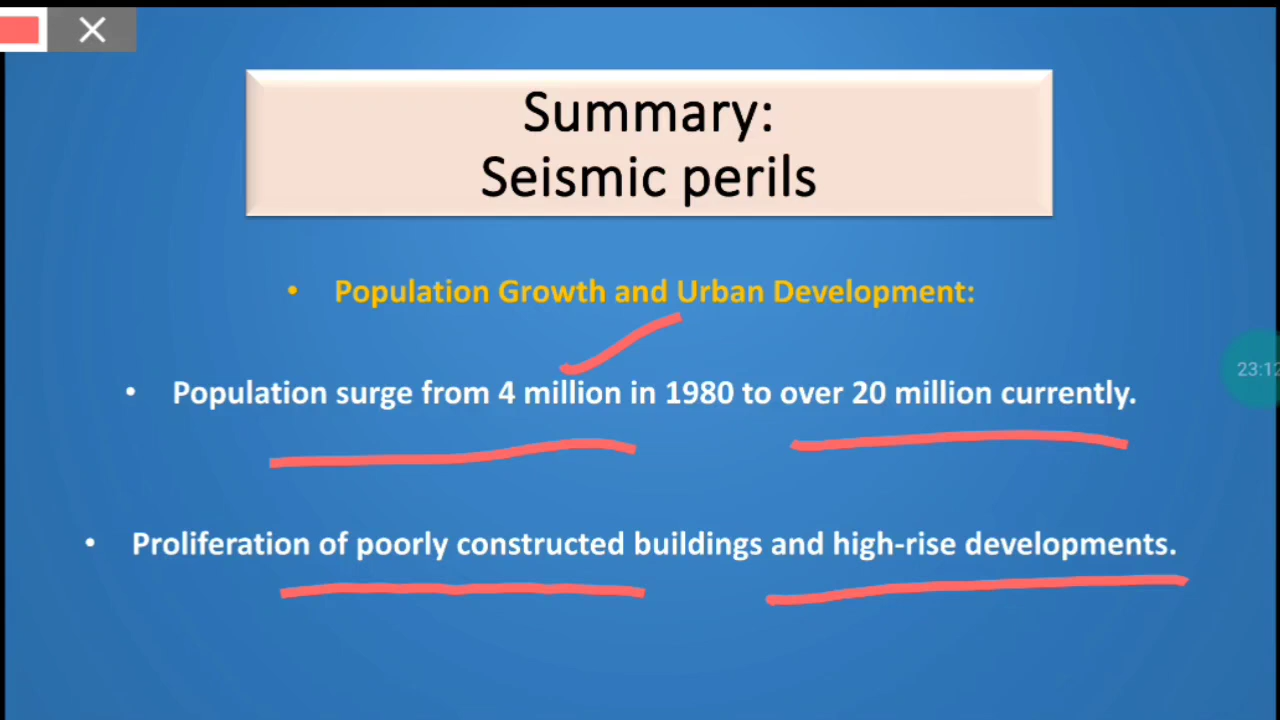 Summary:
Seismic perils
• Population Growth and Urban Development:
• Population surge from 4 million in 1980 to over 20 million currently.
• Proliferation of poorly constructed buildings and high-rise developments.
23:12